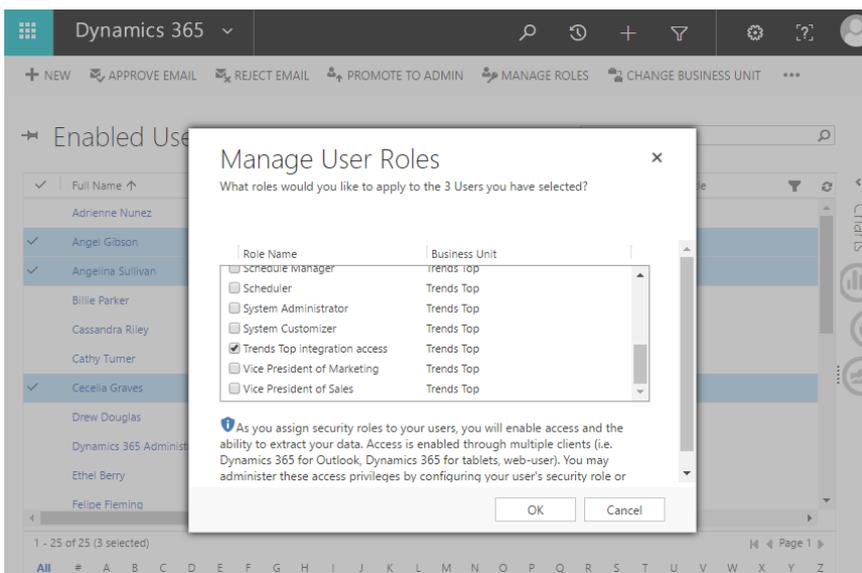 Dynamics 365
NEW APPROVE EMAIL REJECT EMAIL PROMOTE TO ADMIN MANAGE ROLES CHANGE BUSINESS UNIT ...
Enabled Use
Manage User Roles
What roles would you like to apply to the 3 Users you have selected?
Full Name
Adrienne Nunez
Angel Gibson
Angelina Sullivan
Billie Parker
Cassandra Riley
Cathy Turner
Cecelia Graves
Drew Douglas
Dynamics 365 Administ
Ethel Berry
Felipe Fleming
Role Name Business Unit
Schedule Manager Trends Top
Scheduler Trends Top
System Administrator Trends Top
System Customizer Trends Top
Trends Top integration access Trends Top
Vice President of Marketing Trends Top
Vice President of Sales Trends Top
As you assign security roles to your users, you will enable access and the
ability to extract your data. Access is enabled through multiple clients (i.e.
Dynamics 365 for Outlook, Dynamics 365 for tablets, web-user). You may
administer these access privileges by configuring your user's security role or
OK Cancel
Charts
1 - 25 of 25 (3 selected) Page 1
All # A B C D E F G H I J K L M N O P Q R S T U V W X Y Z